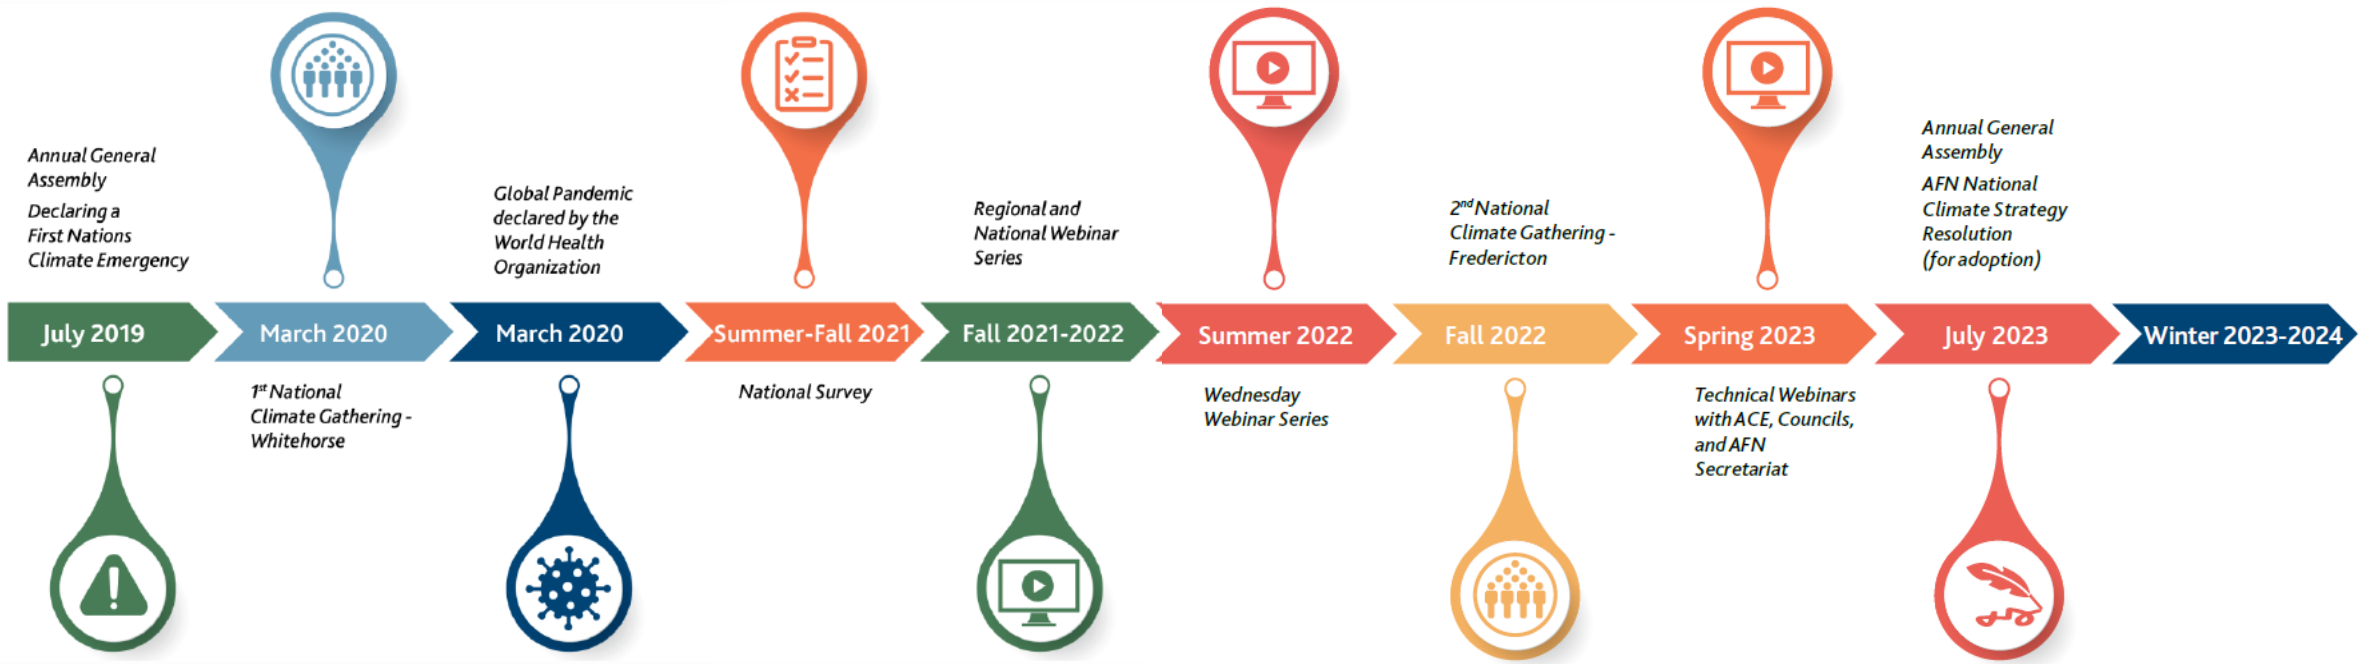 Annual General
Assembly
Declaring a
First Nations
Climate Emergency
July 2019
March 2020
1st National
Climate Gathering -
Whitehorse
Global Pandemic
declared by the
World Health
Organization
March 2020
Summer-Fall 2021
National Survey
Regional and
National Webinar
Series
Fall 2021-2022
Summer 2022
Wednesday
Webinar Series
2nd National
Climate Gathering -
Fredericton
Fall 2022
Spring 2023
Technical Webinars
with ACE, Councils,
and AFN
Secretariat
Annual General
Assembly
AFN National
Climate Strategy
Resolution
(for adoption)
July 2023
Winter 2023-2024